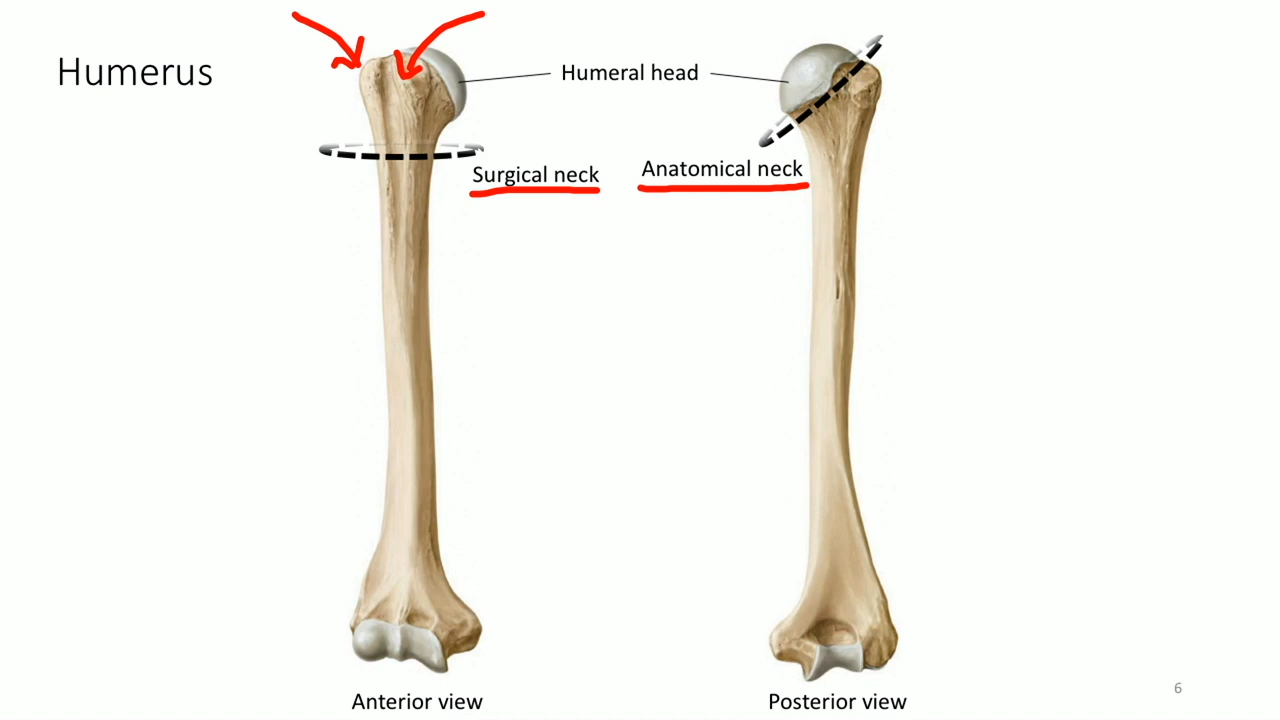 Humerus
Humeral head
Surgical neck
Anatomical neck
Anterior view
Posterior view
6